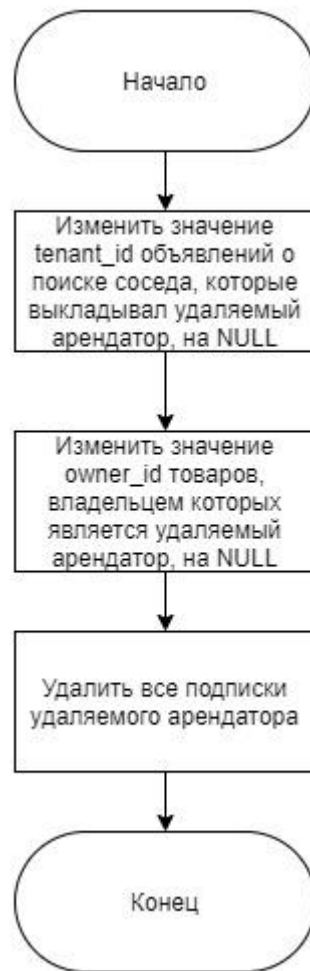 Начало
Изменить значение
tenant_id объявлений о
поиске соседа, которые
выкладывал удаляемый
арендатор, на NULL
Изменить значение
owner_id товаров,
владельцем которых
является удаляемый
арендатор, на NULL
Удалить все подписки
удаляемого арендатора
Конец